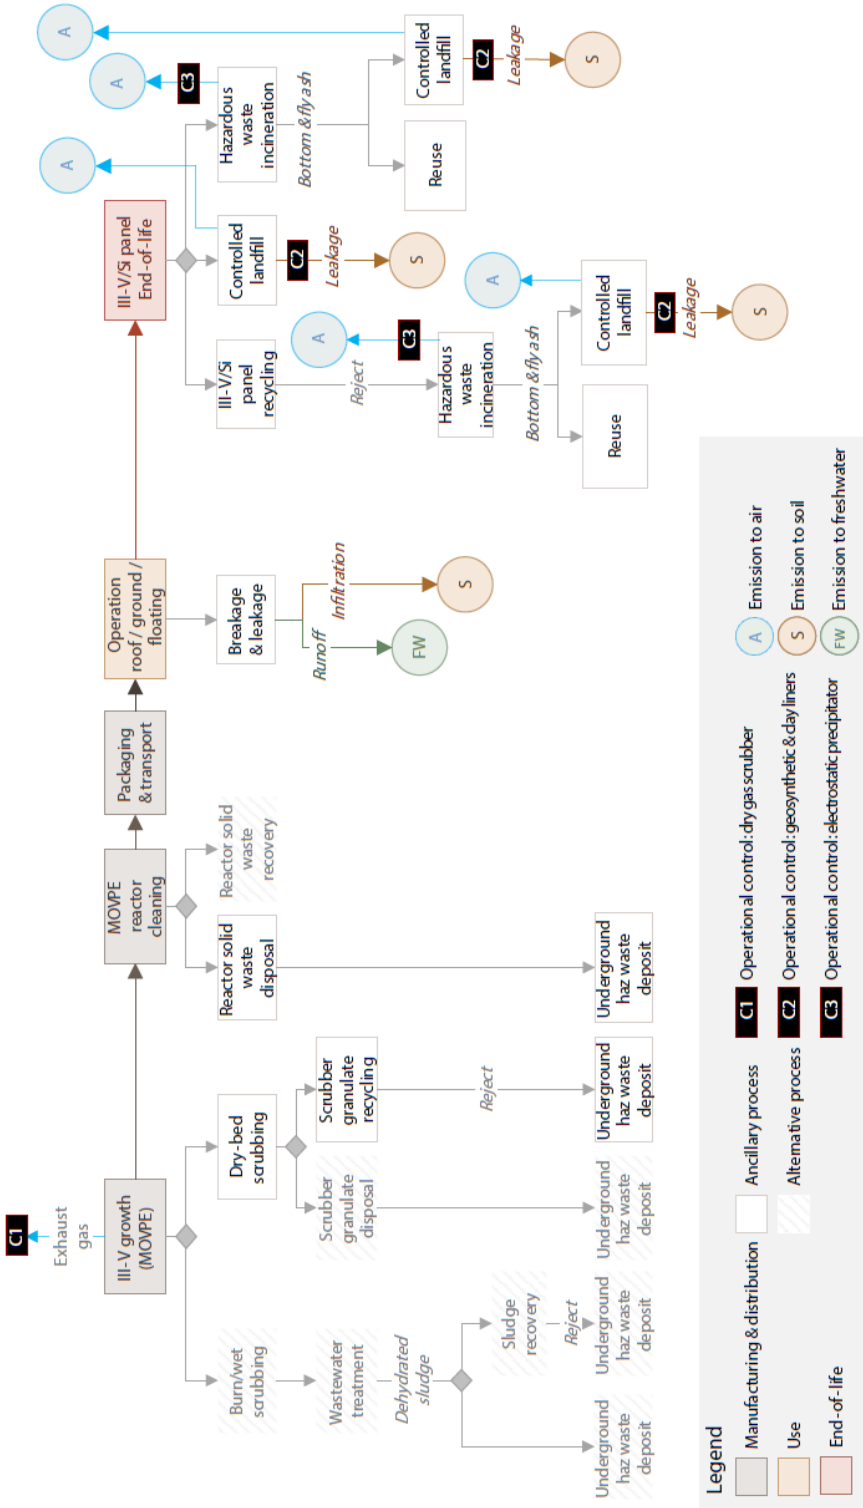 C1
Exhaust
gas
III-V growth
(MOVPE)
MOVPE
reactor
cleaning
Packaging
& transport
Operation
roof / ground /
floating
III-V/Si panel
End-of-life
Burn/wet
scrubbing
Wastewater
treatment
Dehydrated
sludge
Underground
haz waste
deposit
Sludge
recovery
Reject
Underground
haz waste
deposit
Dry-bed
scrubbing
Scrubber
granulate
disposal
Underground
haz waste
deposit
Scrubber
granulate
recycling
Reject
Underground
haz waste
deposit
Reactor solid
waste
disposal
Underground
haz waste
deposit
Reactor solid
waste
recovery
Breakage
& leakage
Runoff
FW
Infiltration
S
III-V/Si
panel
recycling
Reject
Hazardous
waste
incineration
C3
A
Bottom & fly ash
Reuse
Controlled
landfill
A
C2
Leakage
S
Controlled
landfill
A
C2
Leakage
S
Hazardous
waste
incineration
C3
A
Bottom & fly ash
Reuse
Controlled
landfill
A
C2
Leakage
S
Legend
Manufacturing & distribution
Use
End-of-life
Ancillary process
Alternative process
C1 Operational control: dry gas scrubber
C2 Operational control: geosynthetic & clay liners
C3 Operational control: electrostatic precipitator
A Emission to air
S Emission to soil
FW Emission to freshwater